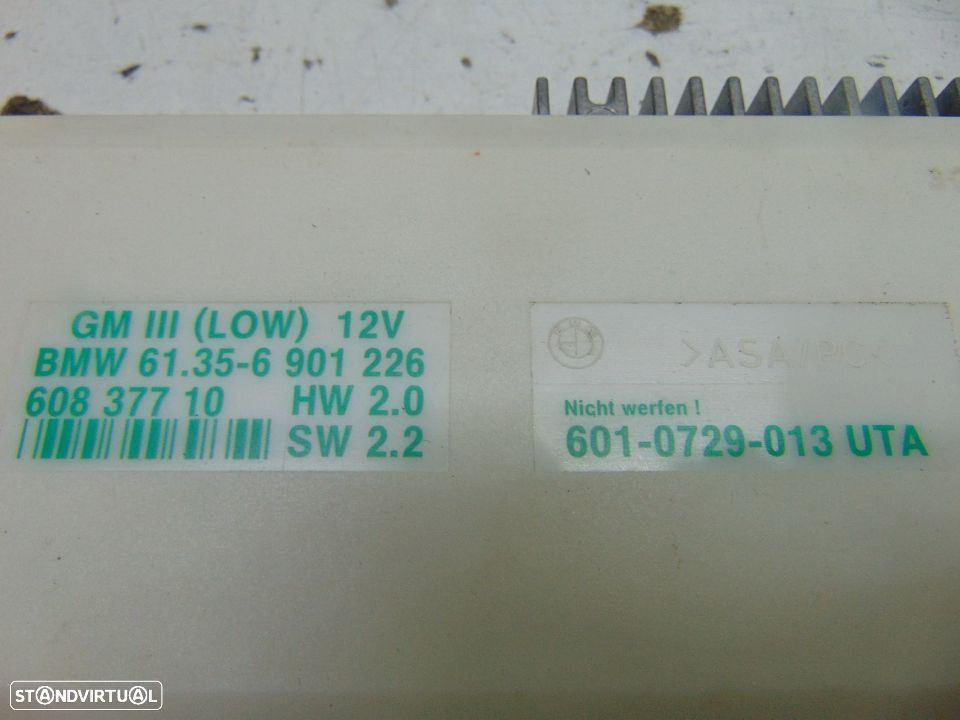 GM III (LOW) 12V
BMW 61.35-6 901 226
608 377 10 HW 2.0
SW 2.2
Nicht werfen !
601-0729-013 UTA
STANDVIRTUAL